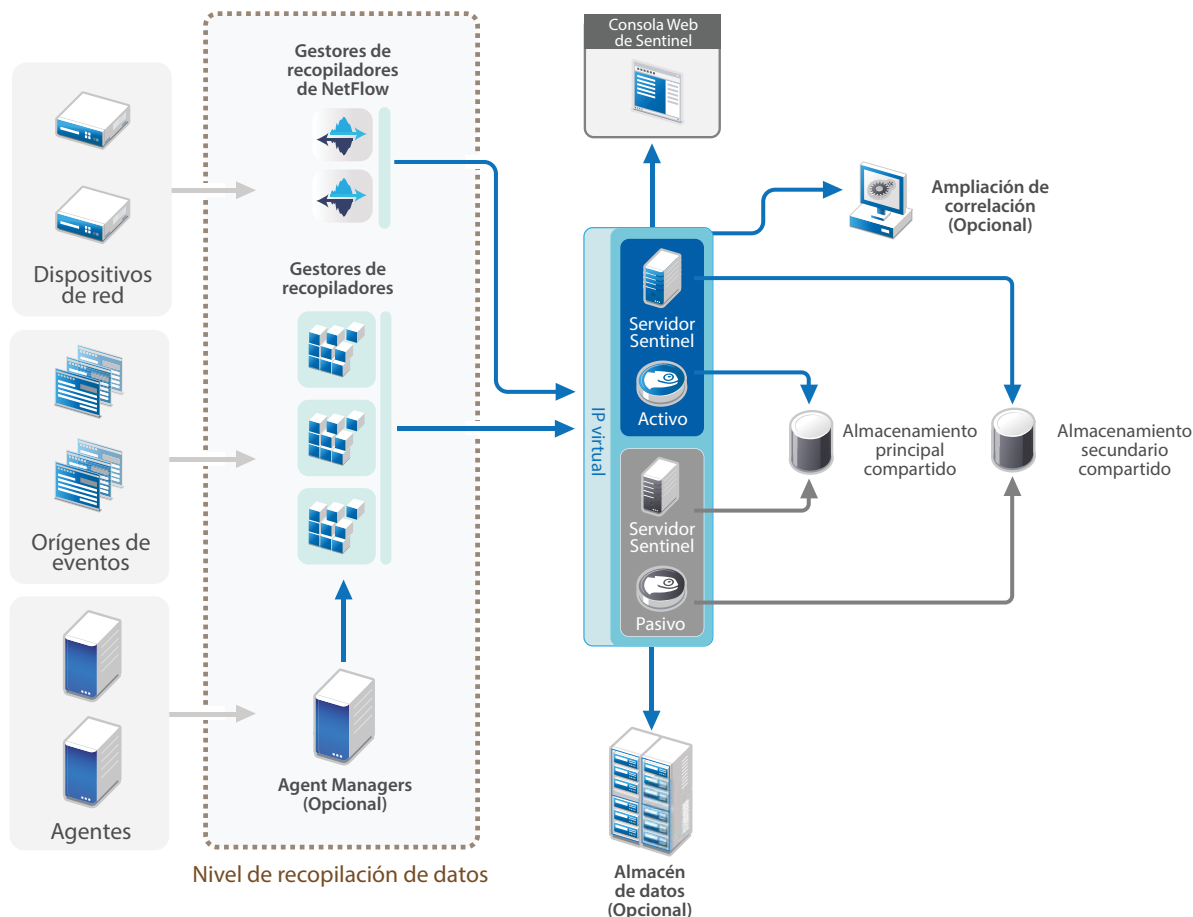 Consola Web
de Sentinel
Gestores de
recopiladores
de NetFlow
Dispositivos
de red
Gestores de
recopiladores
Ampliación de
correlación
(Opcional)
IP virtual
Servidor
Sentinel
Activo
Servidor
Sentinel
Pasivo
Almacenamiento
principal
compartido
Almacenamiento
secundario
compartido
Orígenes de
eventos
Agentes
Agent Managers
(Opcional)
Nivel de recopilación de datos
Almacén
de datos
(Opcional)